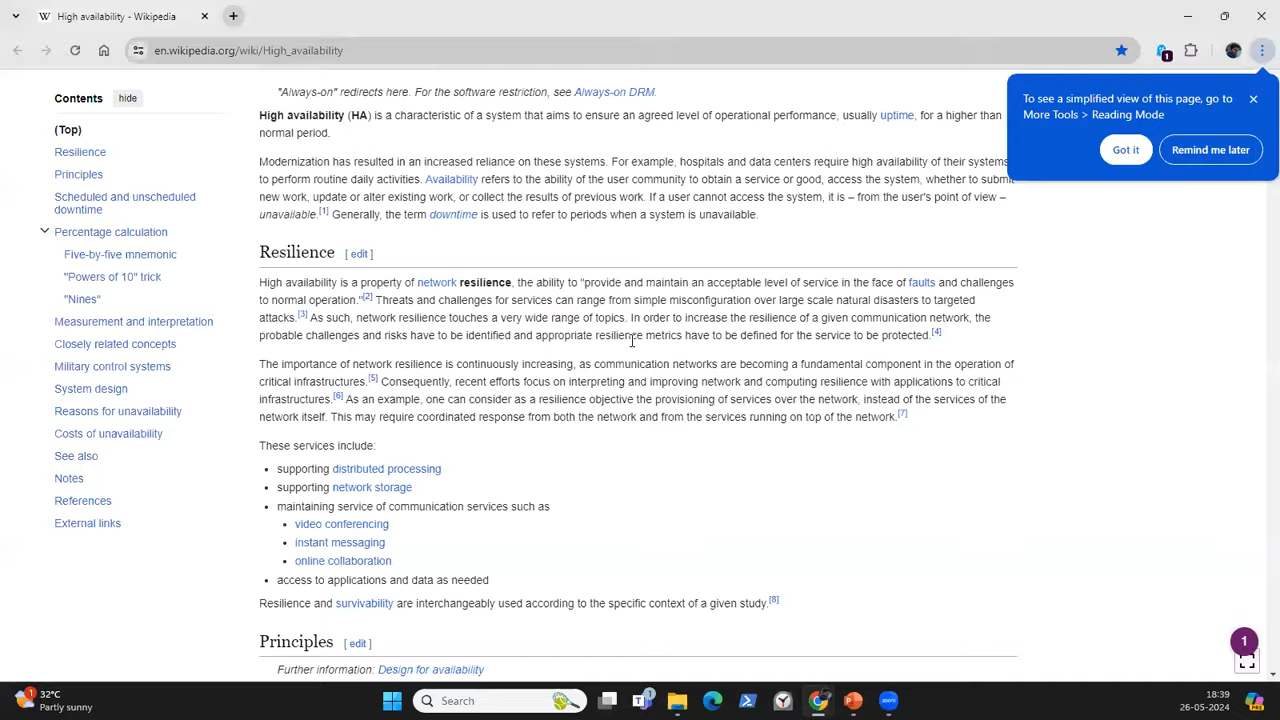 High availability - Wikipedia
en.wikipedia.org/wiki/High_availability
1
To see a simplified view of this page, go to
More Tools > Reading Mode
Got it
Remind me later
Contents
hide
(Top)
Resilience
Principles
Scheduled and unscheduled
downtime
Percentage calculation
Five-by-five mnemonic
"Powers of 10" trick
"Nines"
Measurement and interpretation
Closely related concepts
Military control systems
System design
Reasons for unavailability
Costs of unavailability
See also
Notes
References
External links
"Always-on" redirects here. For the software restriction, see Always-on DRM.
High availability (HA) is a characteristic of a system that aims to ensure an agreed level of operational performance, usually uptime, for a higher than
normal period.
Modernization has resulted in an increased reliance on these systems. For example, hospitals and data centers require high availability of their systems
to perform routine daily activities. Availability refers to the ability of the user community to obtain a service or good, access the system, whether to submit
new work, update or alter existing work, or collect the results of previous work. If a user cannot access the system, it is – from the user's point of view –
unavailable.[1] Generally, the term downtime is used to refer to periods when a system is unavailable.
Resilience [ edit ]
High availability is a property of network resilience, the ability to "provide and maintain an acceptable level of service in the face of faults and challenges
to normal operation."[2] Threats and challenges for services can range from simple misconfiguration over large scale natural disasters to targeted
attacks.[3] As such, network resilience touches a very wide range of topics. In order to increase the resilience of a given communication network, the
probable challenges and risks have to be identified and appropriate resilience metrics have to be defined for the service to be protected.[4]
The importance of network resilience is continuously increasing, as communication networks are becoming a fundamental component in the operation of
critical infrastructures.[5] Consequently, recent efforts focus on interpreting and improving network and computing resilience with applications to critical
infrastructures.[6] As an example, one can consider as a resilience objective the provisioning of services over the network, instead of the services of the
network itself. This may require coordinated response from both the network and from the services running on top of the network.[7]
These services include:
• supporting distributed processing
• supporting network storage
• maintaining service of communication services such as
• video conferencing
• instant messaging
• online collaboration
• access to applications and data as needed
Resilience and survivability are interchangeably used according to the specific context of a given study.[8]
Principles [ edit ]
Further information: Design for availability
1
1
32°C
Partly sunny
Search
1
zoom
18:39
26-05-2024